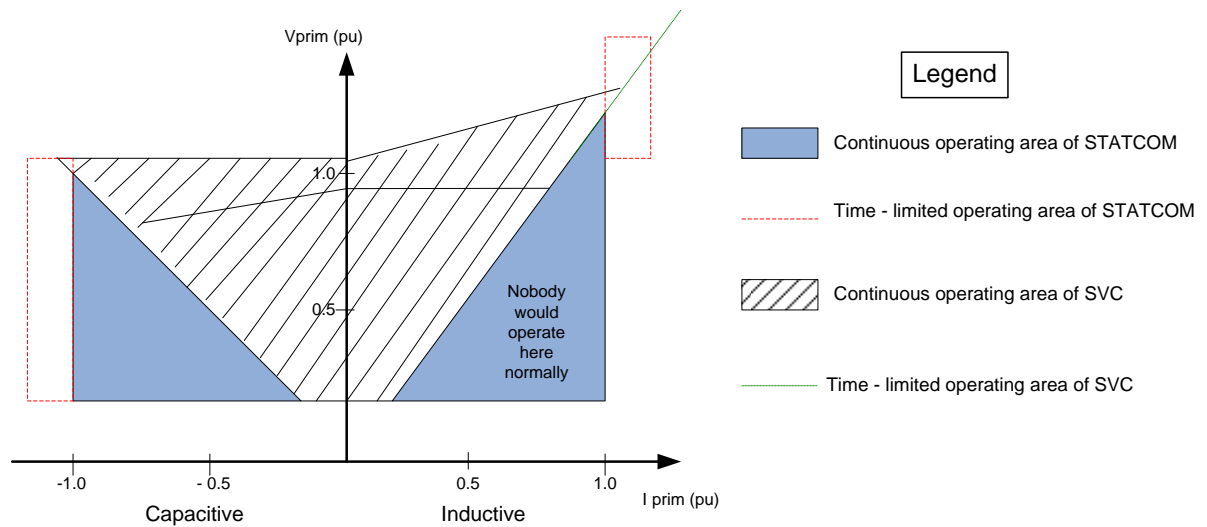 Vprim (pu)
1.0
0.5
Nobody
would
operate
here
normally
-1.0
- 0.5
0.5
1.0
I prim (pu)
Capacitive
Inductive
Legend
Continuous operating area of STATCOM
Time - limited operating area of STATCOM
Continuous operating area of SVC
Time - limited operating area of SVC